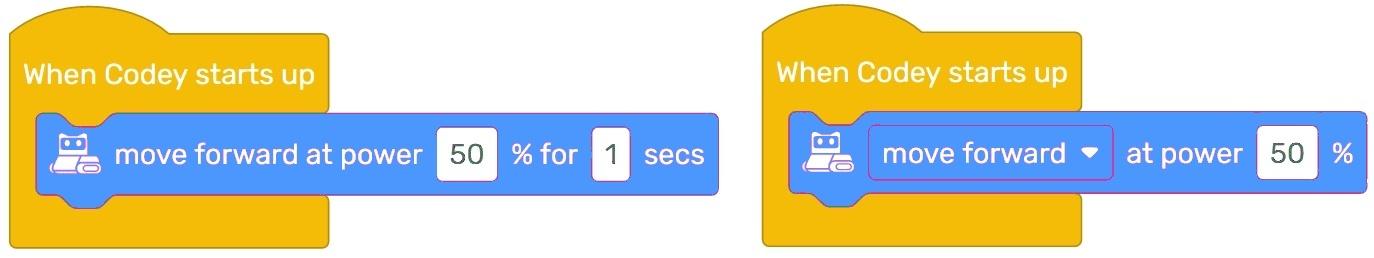 When Codey starts up
move forward at power 50 % for 1 secs
When Codey starts up
move forward at power 50 %